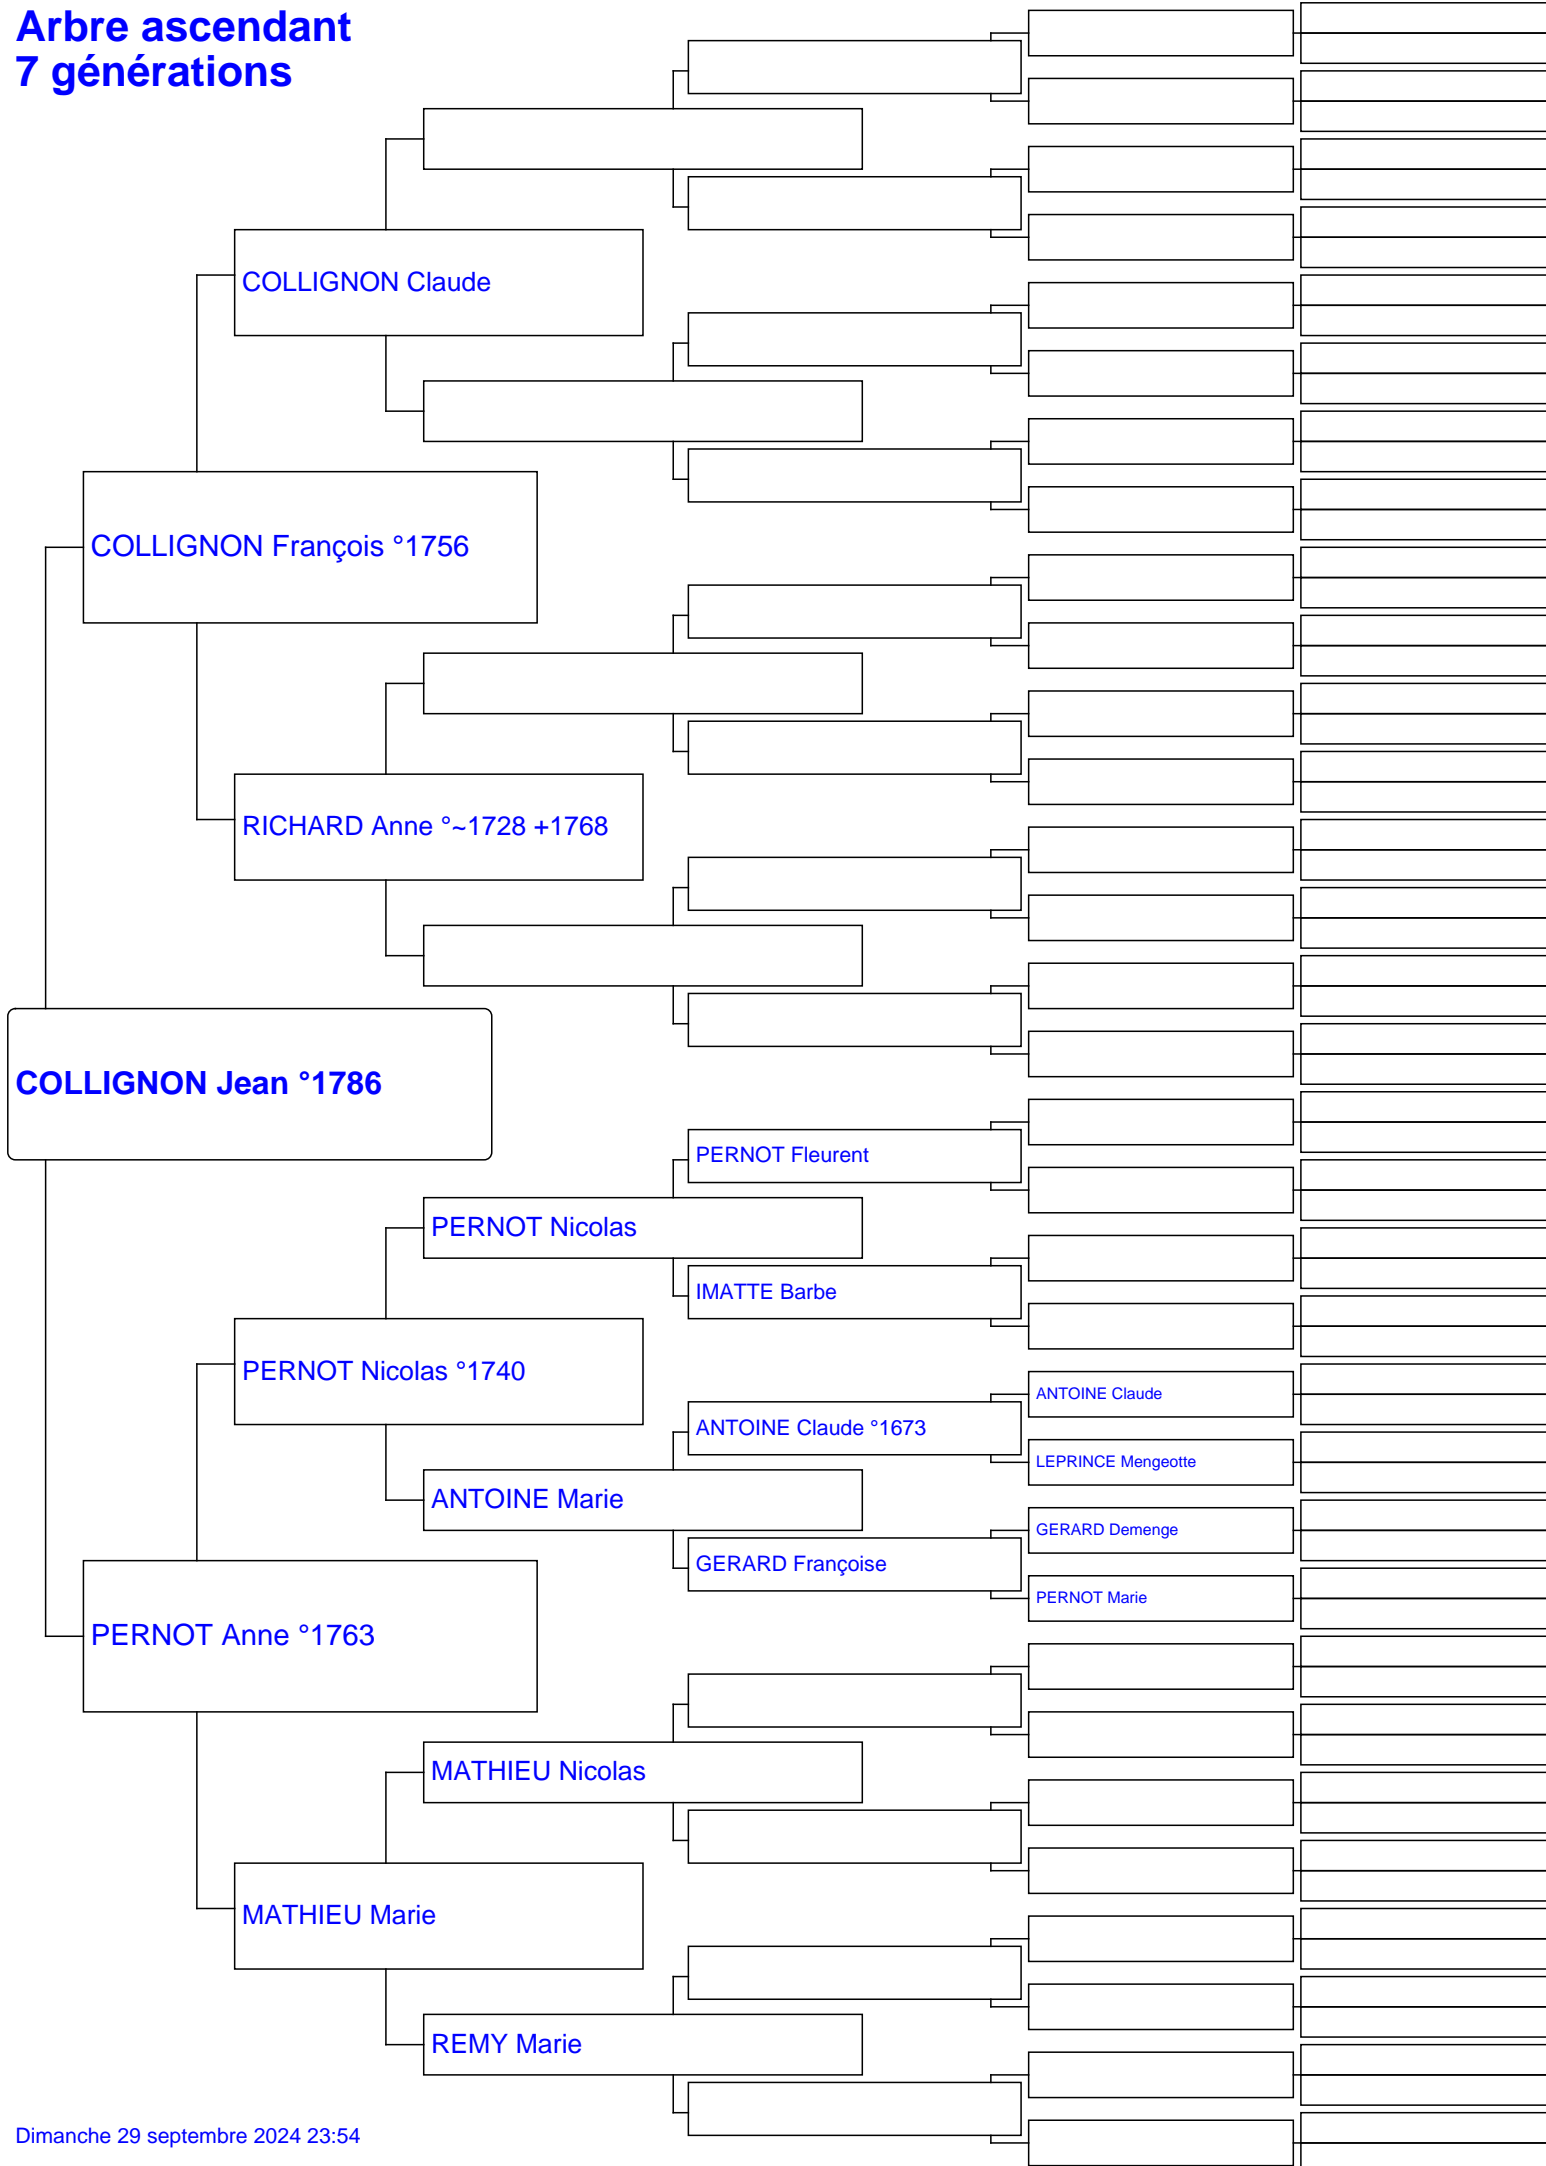 Arbre ascendant
7 générations
COLLIGNON Claude
COLLIGNON François °1756
RICHARD Anne °~1728 +1768
COLLIGNON Jean °1786
PERNOT Fleurent
PERNOT Nicolas
IMATTE Barbe
PERNOT Nicolas °1740
ANTOINE Claude
ANTOINE Claude °1673
LEPRINCE Mengeotte
ANTOINE Marie
GERARD Demenge
GERARD Françoise
PERNOT Marie
PERNOT Anne °1763
MATHIEU Nicolas
MATHIEU Marie
REMY Marie
Dimanche 29 septembre 2024 23:54